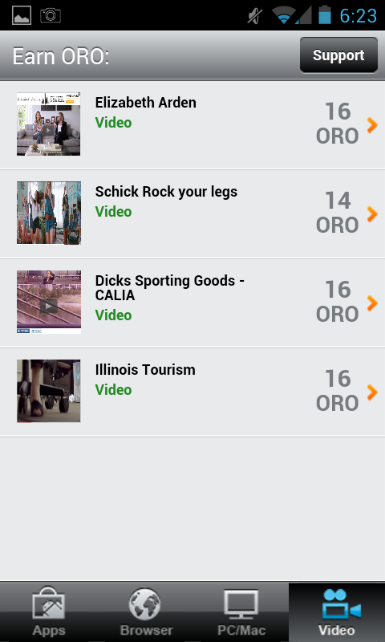 6:23
Earn ORO:
Support
Elizabeth Arden
Video
16
ORO
Schick Rock your legs
Video
14
ORO
Dicks Sporting Goods -
CALIA
Video
16
ORO
Illinois Tourism
Video
16
ORO
Apps
Browser
PC/Mac
Video